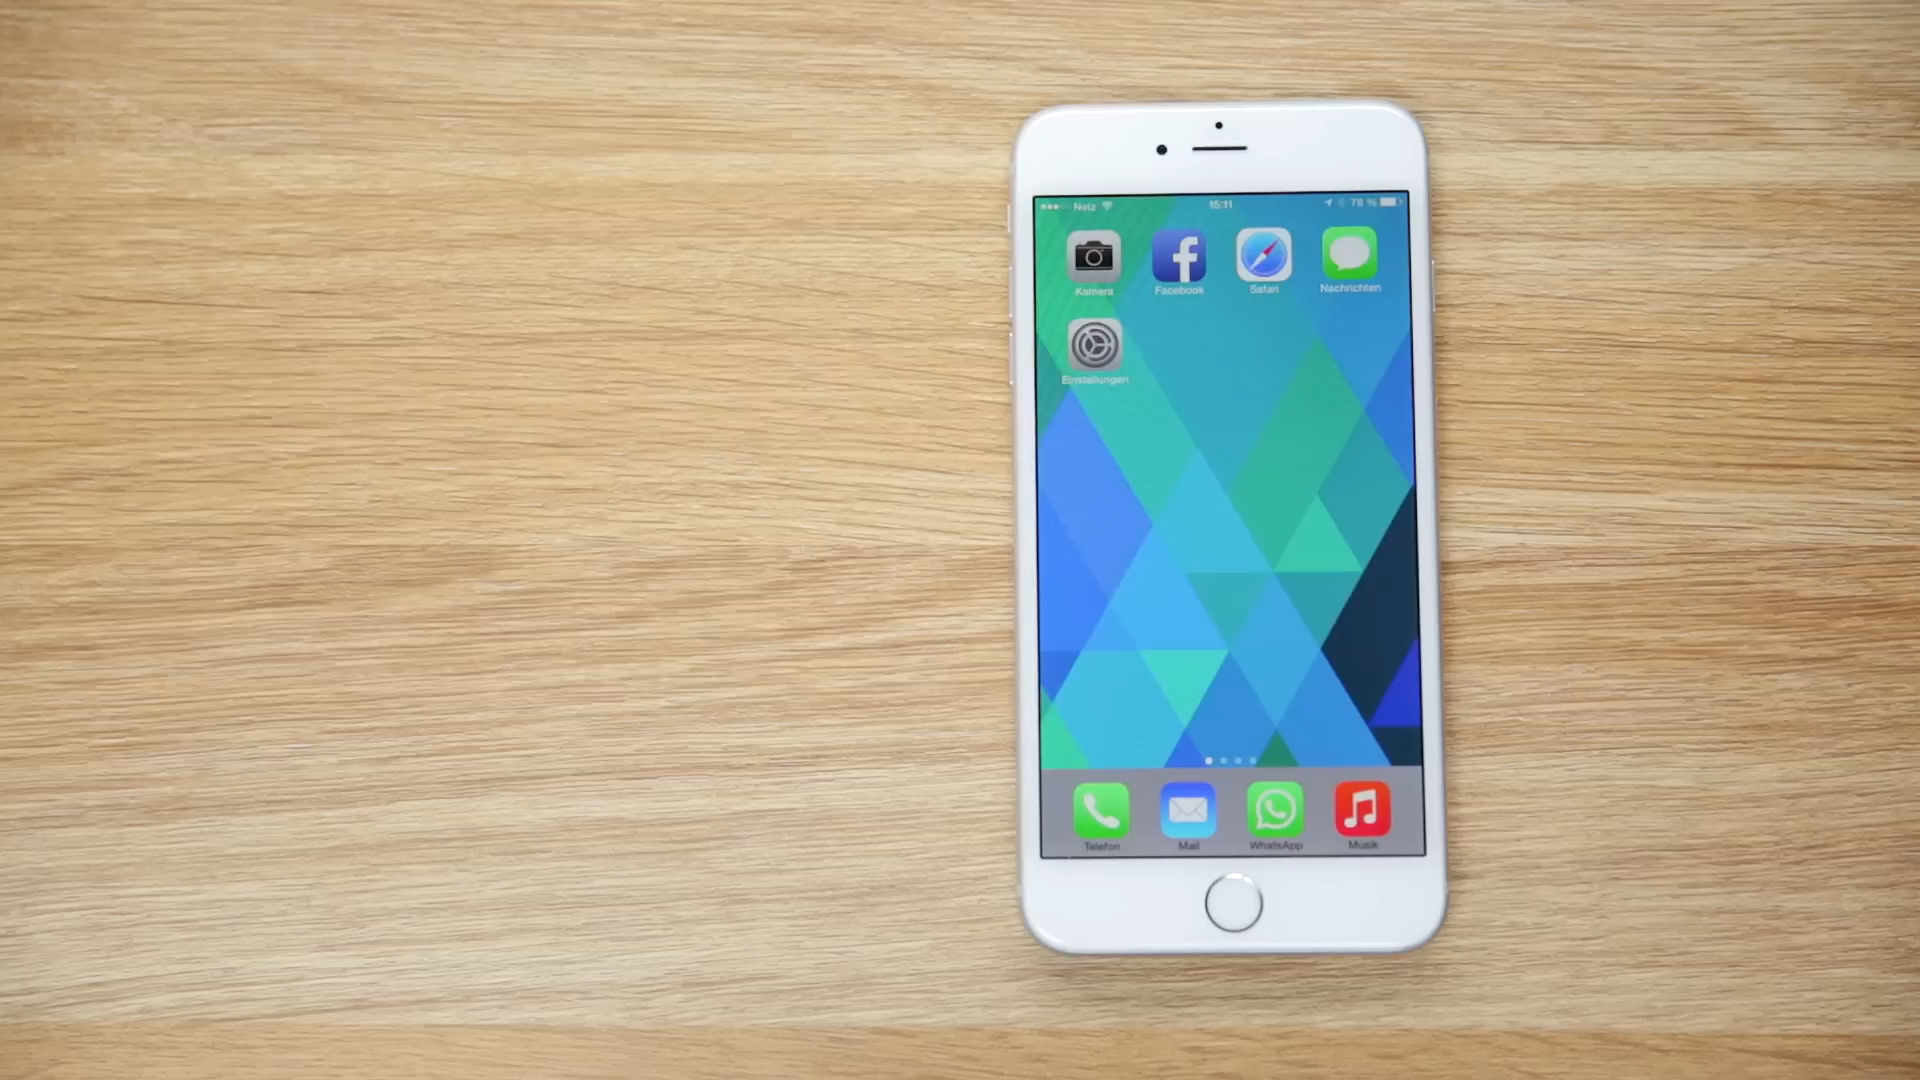 Netz 15:11 78 %
Kamera Facebook Safari Nachrichten
Einstellungen
Telefon Mail WhatsApp Musik